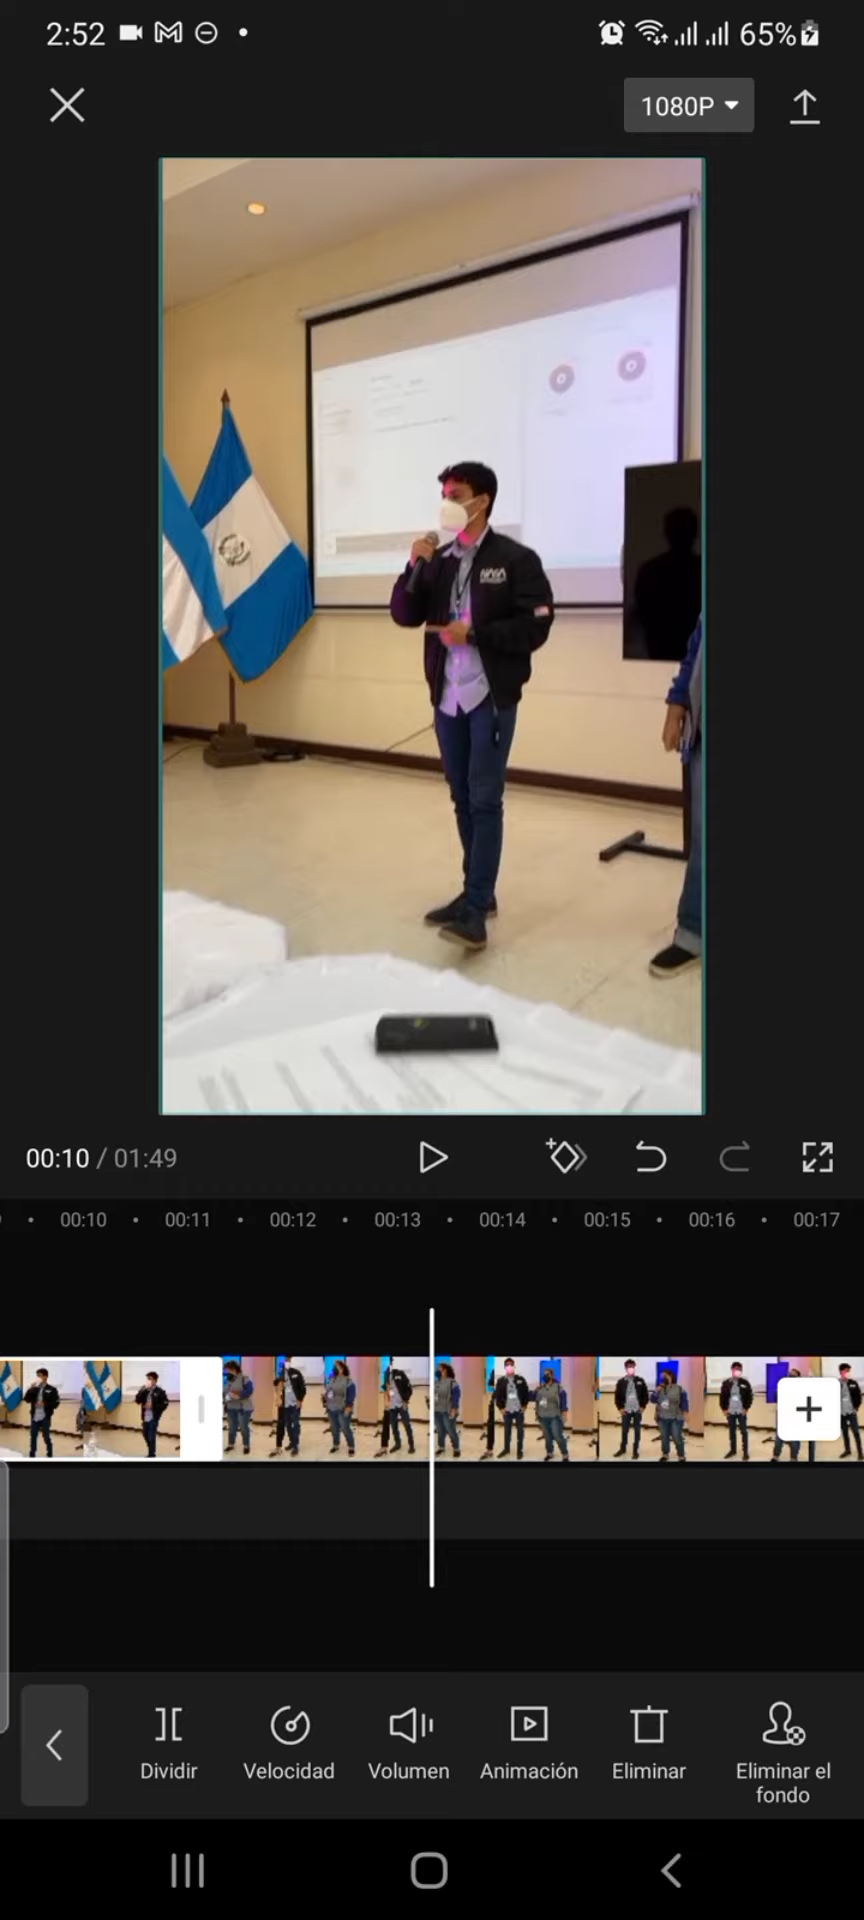 2:52 65%
1080P
NASA
00:10 / 01:49
00:10 00:11 00:12 00:13 00:14 00:15 00:16 00:17
Dividir Velocidad Volumen Animación Eliminar Eliminar el
fondo